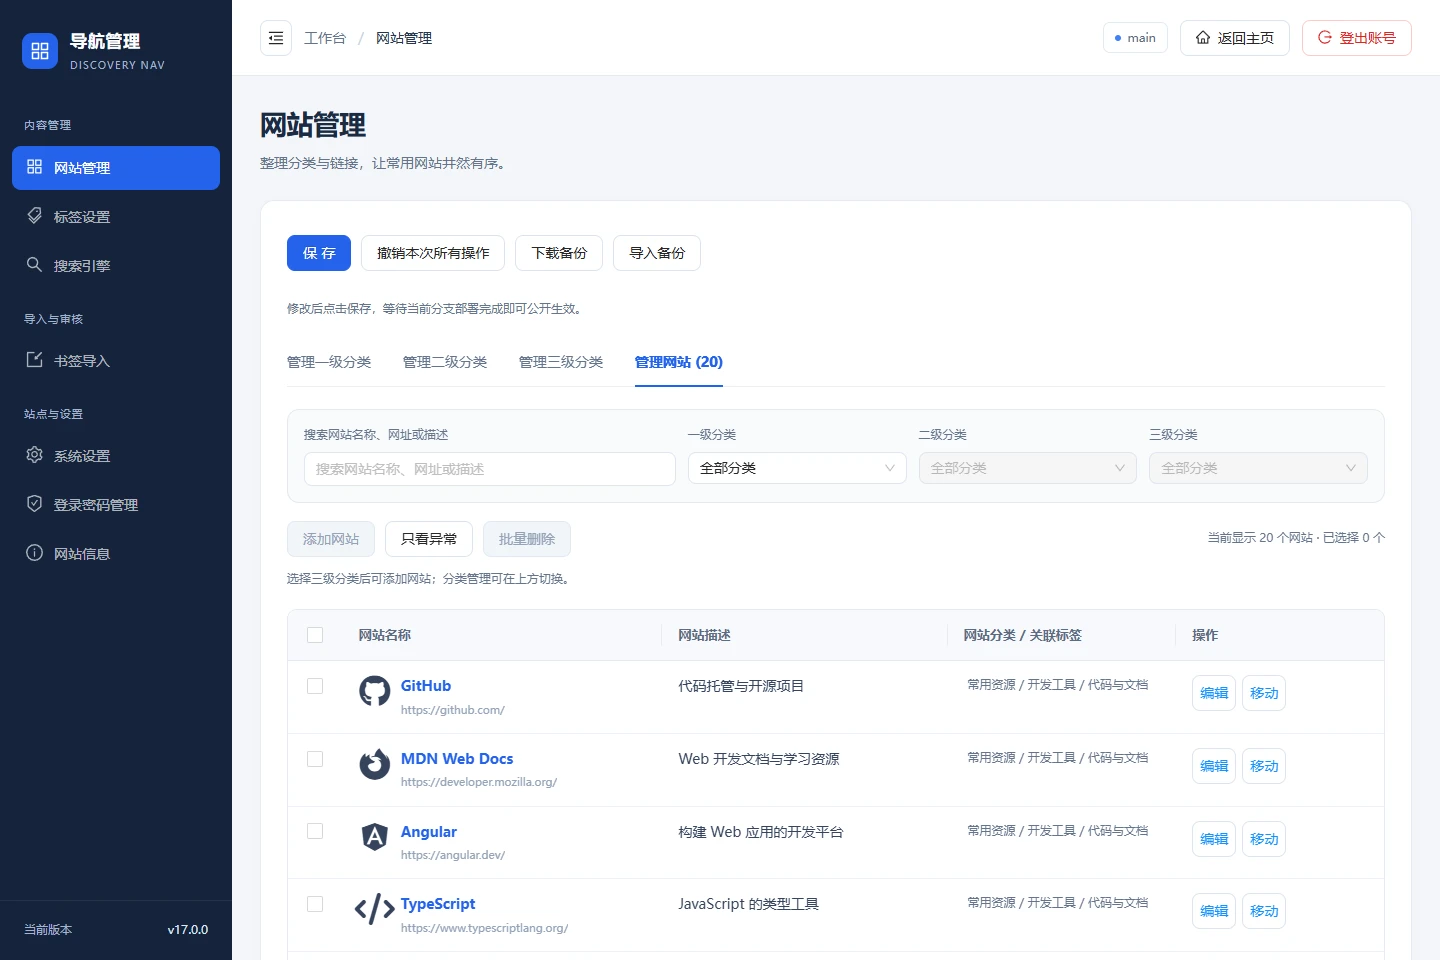 导航管理
DISCOVERY NAV
内容管理
网站管理
标签设置
搜索引擎
导入与审核
书签导入
站点与设置
系统设置
登录密码管理
网站信息
当前版本 v17.0.0
工作台 / 网站管理
main
返回主页
登出账号
网站管理
整理分类与链接，让常用网站井然有序。
保 存
撤销本次所有操作
下载备份
导入备份
修改后点击保存，等待当前分支部署完成即可公开生效。
管理一级分类
管理二级分类
管理三级分类
管理网站 (20)
搜索网站名称、网址或描述 一级分类 二级分类 三级分类
搜索网站名称、网址或描述 全部分类 全部分类 全部分类
添加网站
只看异常
批量删除
当前显示 20 个网站 · 已选择 0 个
选择三级分类后可添加网站；分类管理可在上方切换。
网站名称 网站描述 网站分类 / 关联标签 操作
GitHub 代码托管与开源项目 常用资源 / 开发工具 / 代码与文档 编辑 移动
https://github.com/
MDN Web Docs Web 开发文档与学习资源 常用资源 / 开发工具 / 代码与文档 编辑 移动
https://developer.mozilla.org/
Angular 构建 Web 应用的开发平台 常用资源 / 开发工具 / 代码与文档 编辑 移动
https://angular.dev/
TypeScript JavaScript 的类型工具 常用资源 / 开发工具 / 代码与文档 编辑 移动
https://www.typescriptlang.org/